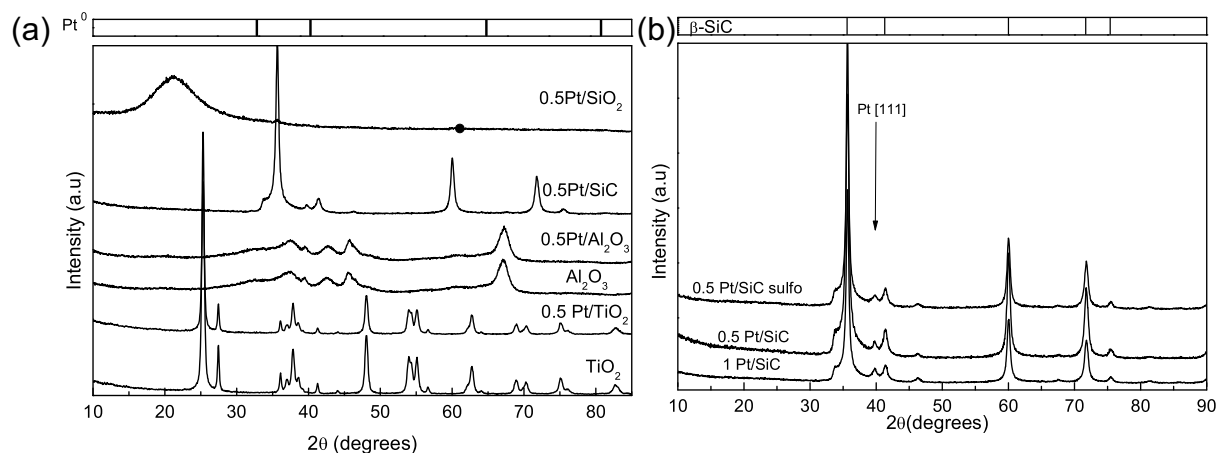 (a)
Pt⁰
0.5Pt/SiO₂
0.5Pt/SiC
0.5Pt/Al₂O₃
Al₂O₃
0.5 Pt/TiO₂
TiO₂
Intensity (a.u)
10 20 30 40 50 60 70 80
2θ (degrees)
(b)
β-SiC
Pt [111]
0.5 Pt/SiC sulfo
0.5 Pt/SiC
1 Pt/SiC
Intensity (a.u)
10 20 30 40 50 60 70 80 90
2θ(degrees)